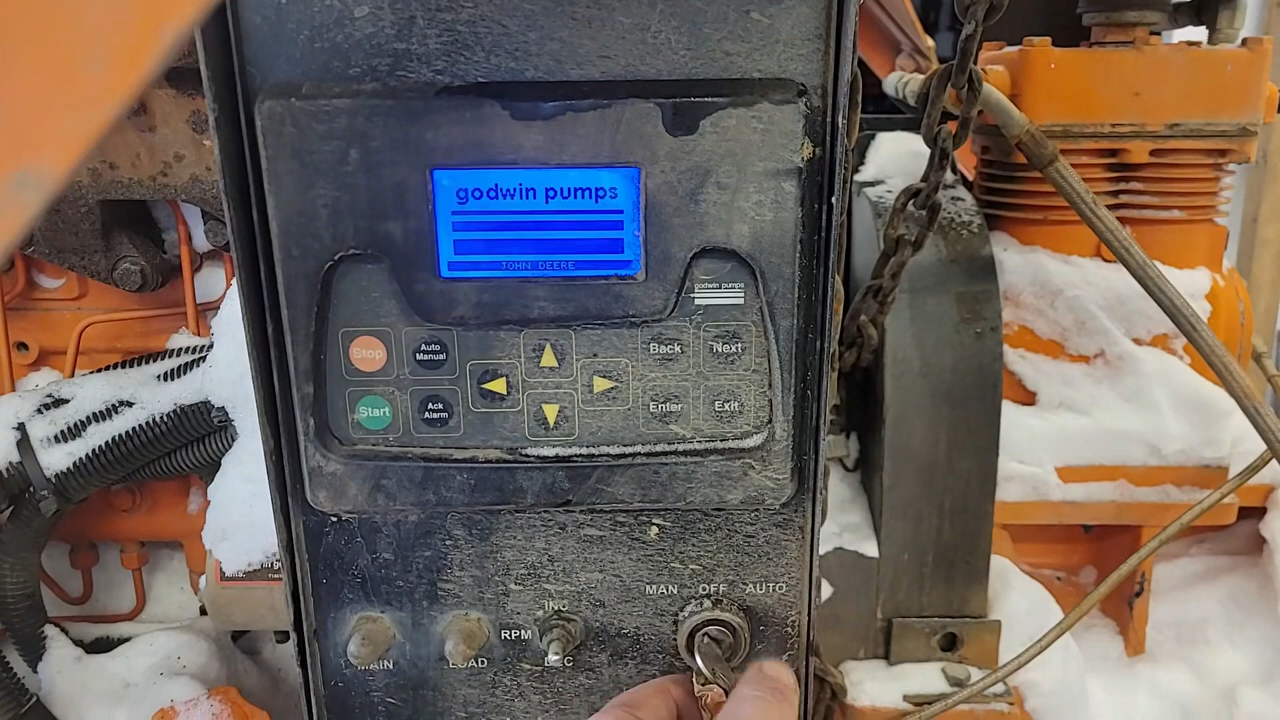 godwin pumps
JOHN DEERE
godwin pumps
Stop
Auto
Manual
Back
Next
Start
Ack
Alarm
Enter
Exit
MAN OFF AUTO
INC
RPM
MAIN
LOAD
DEC